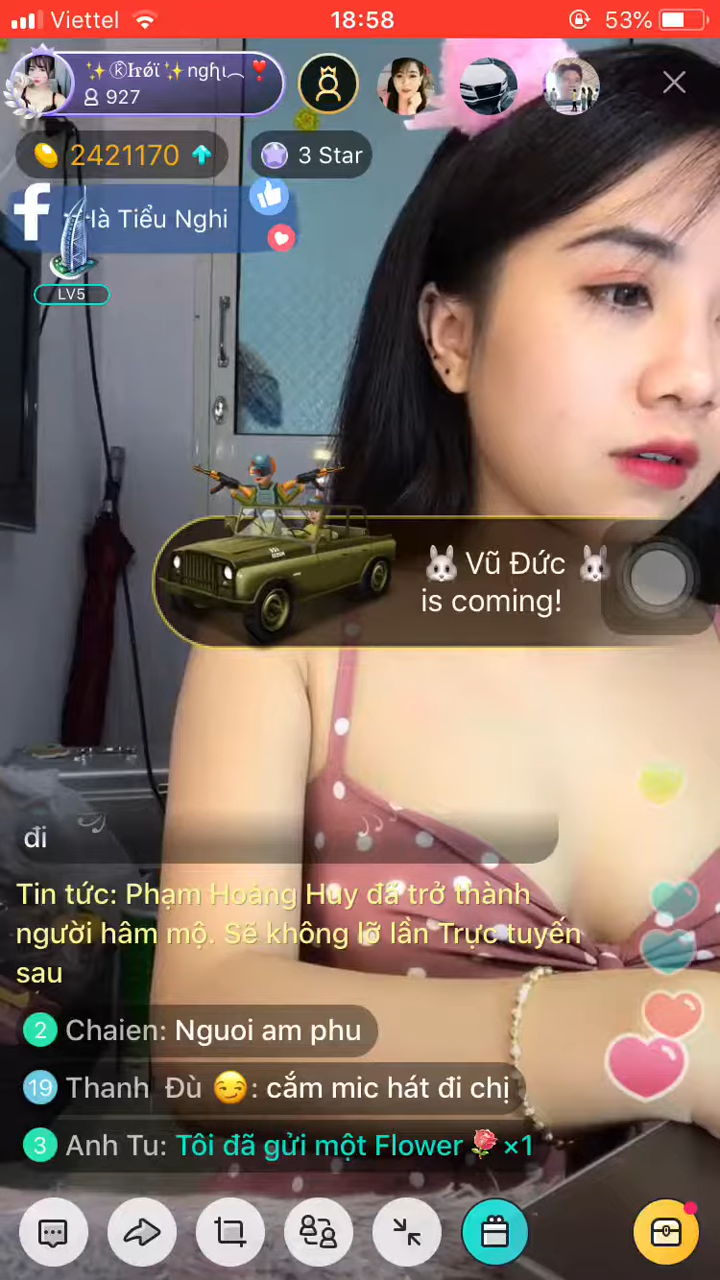 Viettel
18:58
53%
✨Ⓚɦrớï✨ngɦι︵❣️
927
2421170
3 Star
f
là Tiểu Nghi
LV5
🐰 Vũ Đức 🐰
is coming!
đi
Tin tức: Phạm Hoàng Huy đã trở thành
người hâm mộ. Sẽ không lỡ lần Trực tuyến
sau
2 Chaien: Nguoi am phu
19 Thanh Đù 😏: cắm mic hát đi chị
3 Anh Tu: Tôi đã gửi một Flower 🌹×1